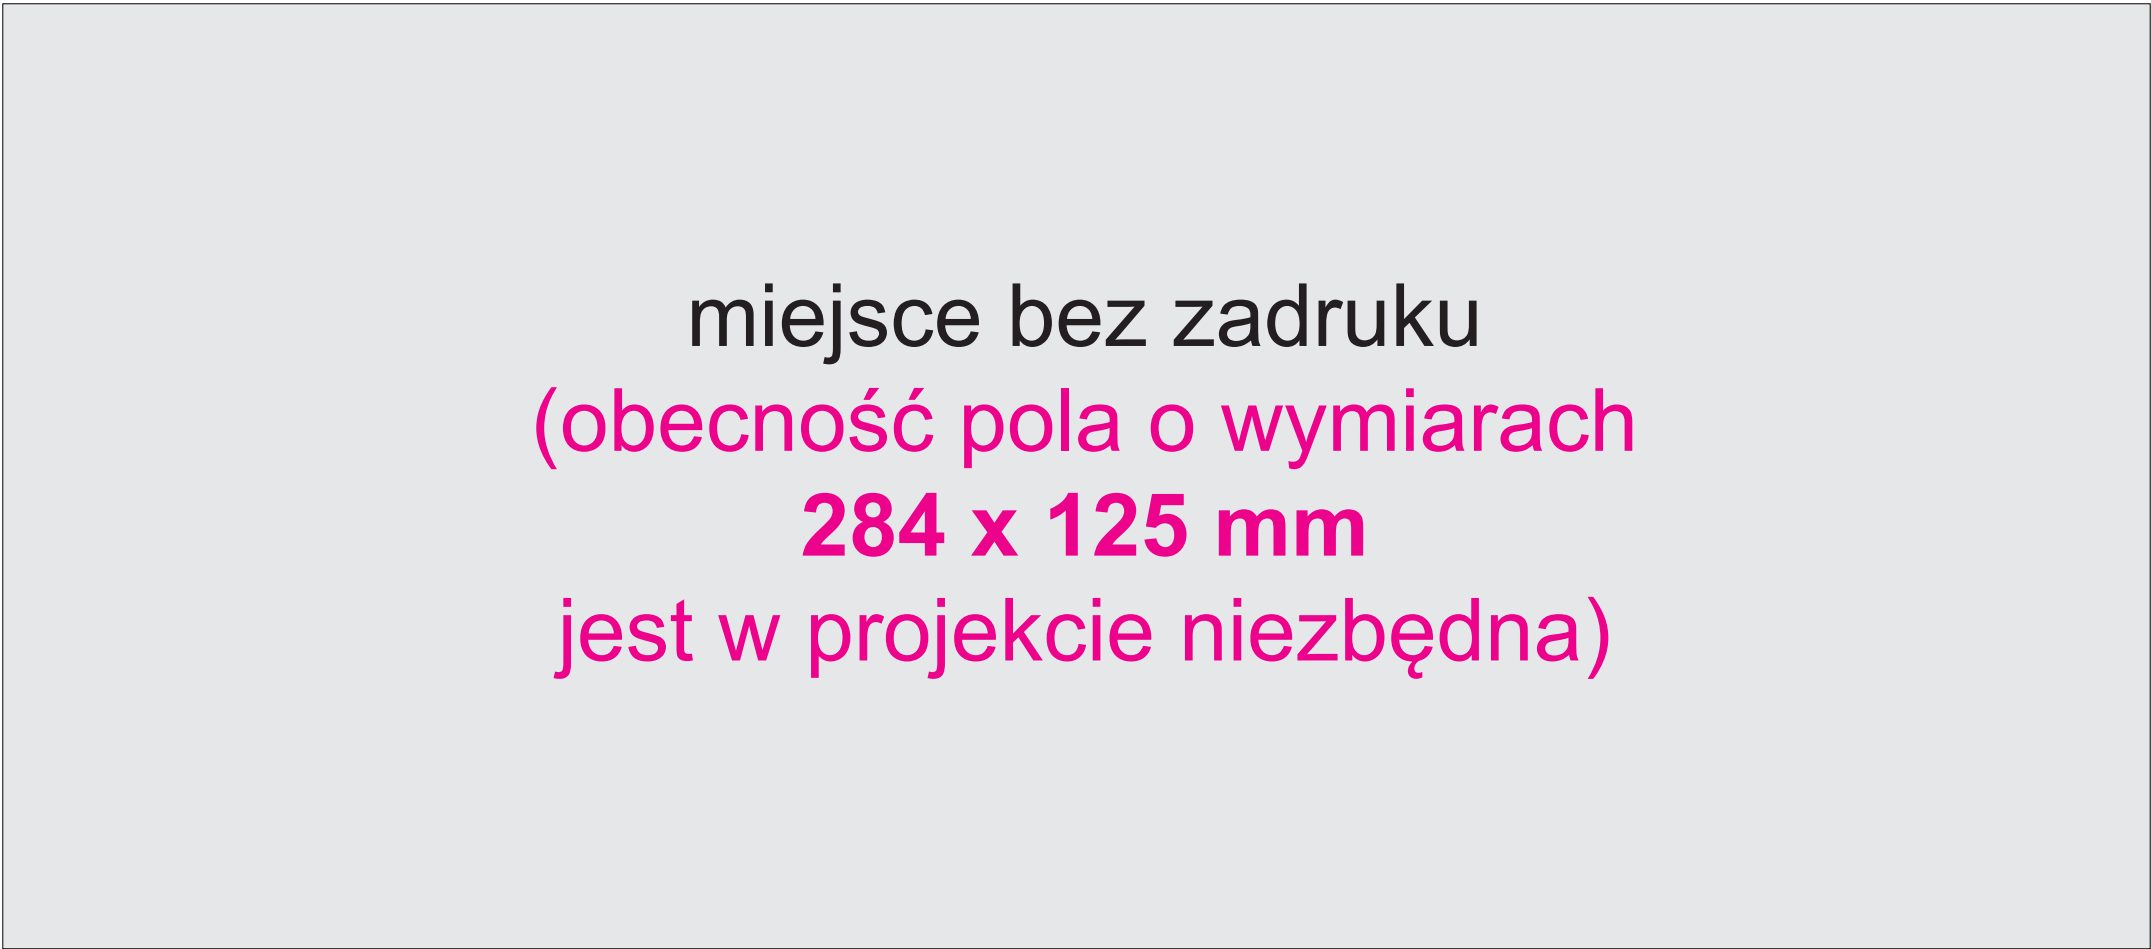 miejsce bez zadruku
(obecność pola o wymiarach
284 x 125 mm
jest w projekcie niezbędna)